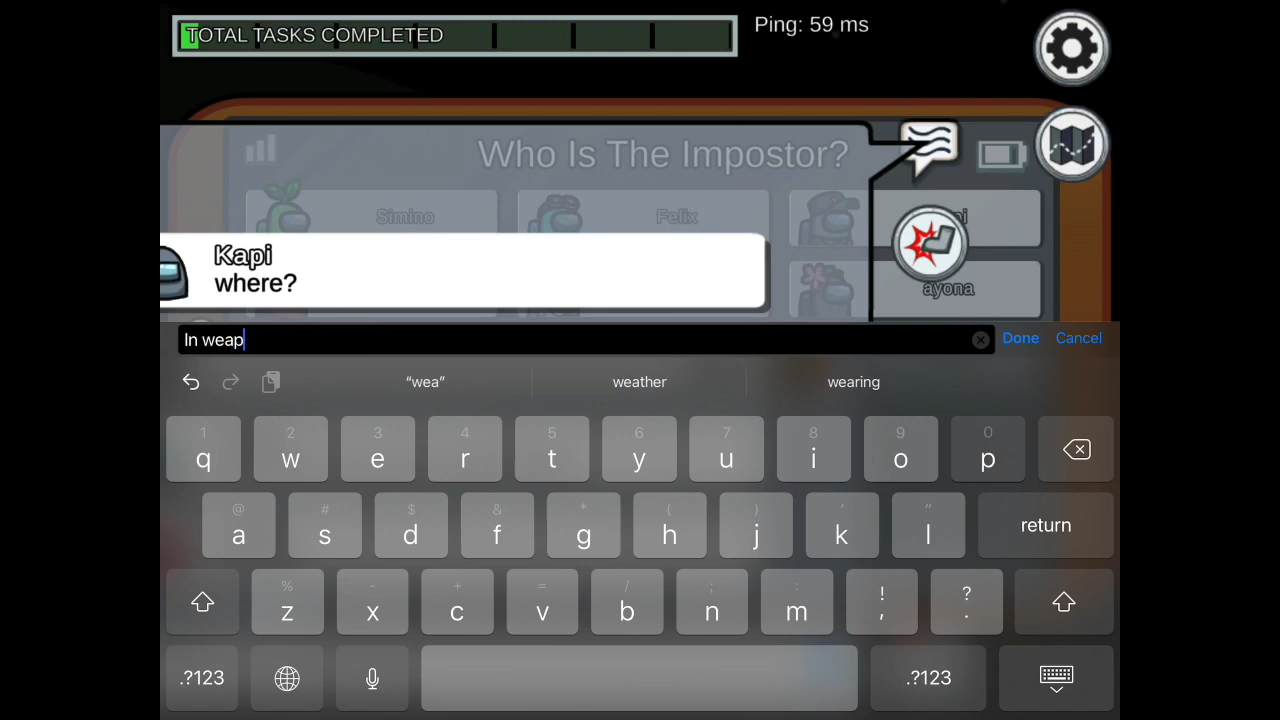 TOTAL TASKS COMPLETED
Ping: 59 ms
Who Is The Impostor?
Simino
Felix
Kapi
where?
ayona
In weap
Done
Cancel
“wea”
weather
wearing
1 2 3 4 5 6 7 8 9 0
q w e r t y u i o p
@ # $ & * ( ) ' "
a s d f g h j k l return
% - + = / ; : ! ?
z x c v b n m , .
.?123
.?123